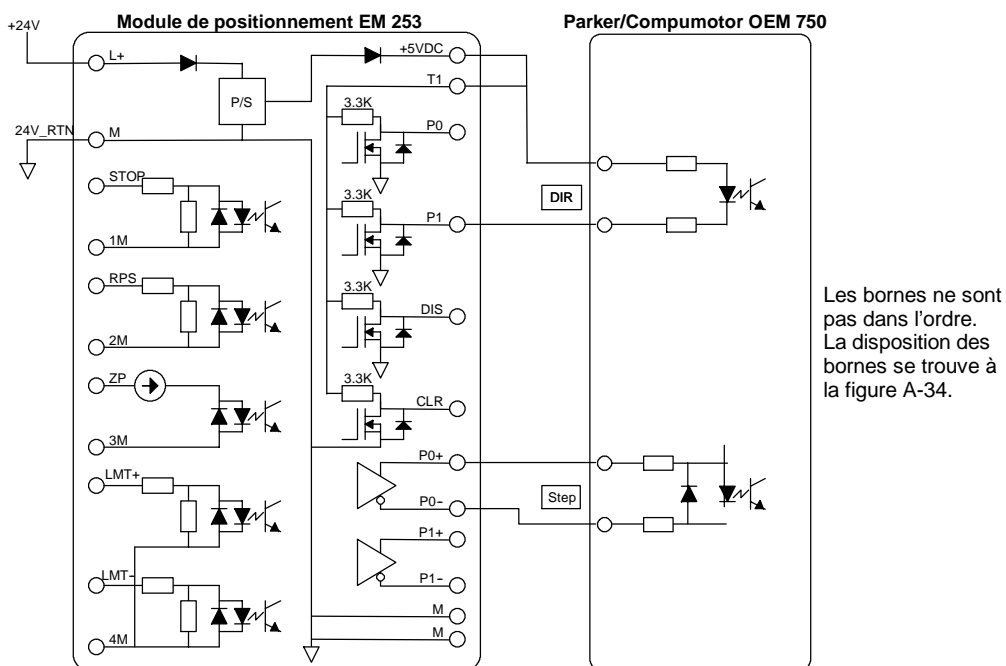 Module de positionnement EM 253
Parker/Compumotor OEM 750
+24V
L+
+5VDC
T1
P/S
3.3K
P0
24V_RTN
M
STOP
3.3K
P1
DIR
1M
RPS
3.3K
DIS
2M
ZP
3.3K
CLR
3M
Les bornes ne sont
pas dans l'ordre.
La disposition des
bornes se trouve à
la figure A-34.
LMT+
P0+
P0-
Step
P1+
LMT-
P1-
M
M
4M